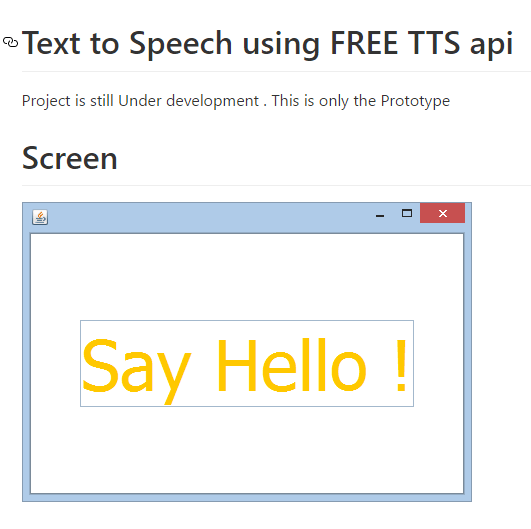 Text to Speech using FREE TTS api
Project is still Under development . This is only the Prototype
Screen
Say Hello !